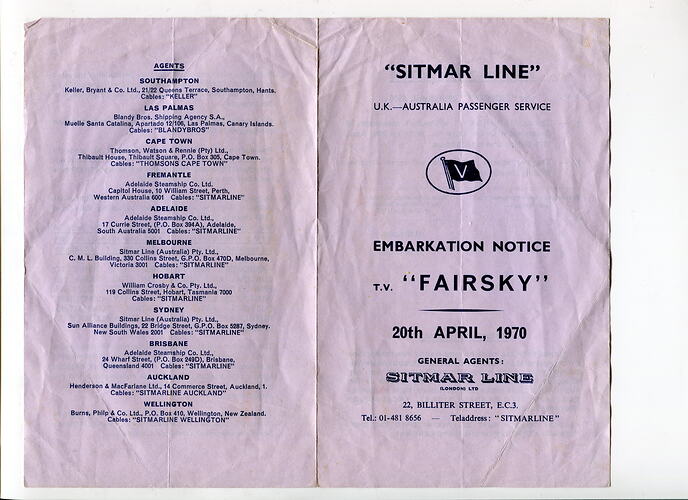 AGENTS
SOUTHAMPTON
Keller, Bryant & Co. Ltd., 21/22 Queens Terrace, Southampton, Hants.
Cables: "KELLER"
LAS PALMAS
Blandy Bros. Shipping Agency S.A.,
Muelle Santa Catalina, Apartado 12/106, Las Palmas, Canary Islands.
Cables: "BLANDYBROS"
CAPE TOWN
Thomson, Watson & Rennie (Pty) Ltd.,
Thibault House, Thibault Square, P.O. Box 305, Cape Town.
Cables: "THOMSONS CAPE TOWN"
FREMANTLE
Adelaide Steamship Co. Ltd.
Capitol House, 10 William Street, Perth,
Western Australia 6001 Cables: "SITMARLINE"
ADELAIDE
Adelaide Steamship Co. Ltd.,
17 Currie Street, (P.O. Box 394A), Adelaide,
South Australia 5001 Cables: "SITMARLINE"
MELBOURNE
Sitmar Line (Australia) Pty. Ltd.,
C. M. L. Building, 330 Collins Street, G.P.O. Box 470D, Melbourne,
Victoria 3001 Cables: "SITMARLINE"
HOBART
William Crosby & Co. Pty. Ltd.,
119 Collins Street, Hobart, Tasmania 7000
Cables: "SITMARLINE"
SYDNEY
Sitmar Line (Australia) Pty. Ltd.,
Sun Alliance Buildings, 22 Bridge Street, G.P.O. Box 5287, Sydney.
New South Wales 2001 Cables: "SITMARLINE"
BRISBANE
Adelaide Steamship Co. Ltd.,
24 Wharf Street, (P.O. Box 249D), Brisbane,
Queensland 4001 Cables: "SITMARLINE"
AUCKLAND
Henderson & MacFarlane Ltd., 14 Commerce Street, Auckland, 1.
Cables: "SITMARLINE AUCKLAND"
WELLINGTON
Burns, Philp & Co. Ltd., P.O. Box 410, Wellington, New Zealand.
Cables: "SITMARLINE WELLINGTON"
"SITMAR LINE"
U.K.—AUSTRALIA PASSENGER SERVICE
V
EMBARKATION NOTICE
T.V. "FAIRSKY"
20th APRIL, 1970
GENERAL AGENTS:
SITMAR LINE
(LONDON) LTD
22, BILLITER STREET, E.C.3.
Tel.: 01-481 8656 — Teladdress: "SITMARLINE"